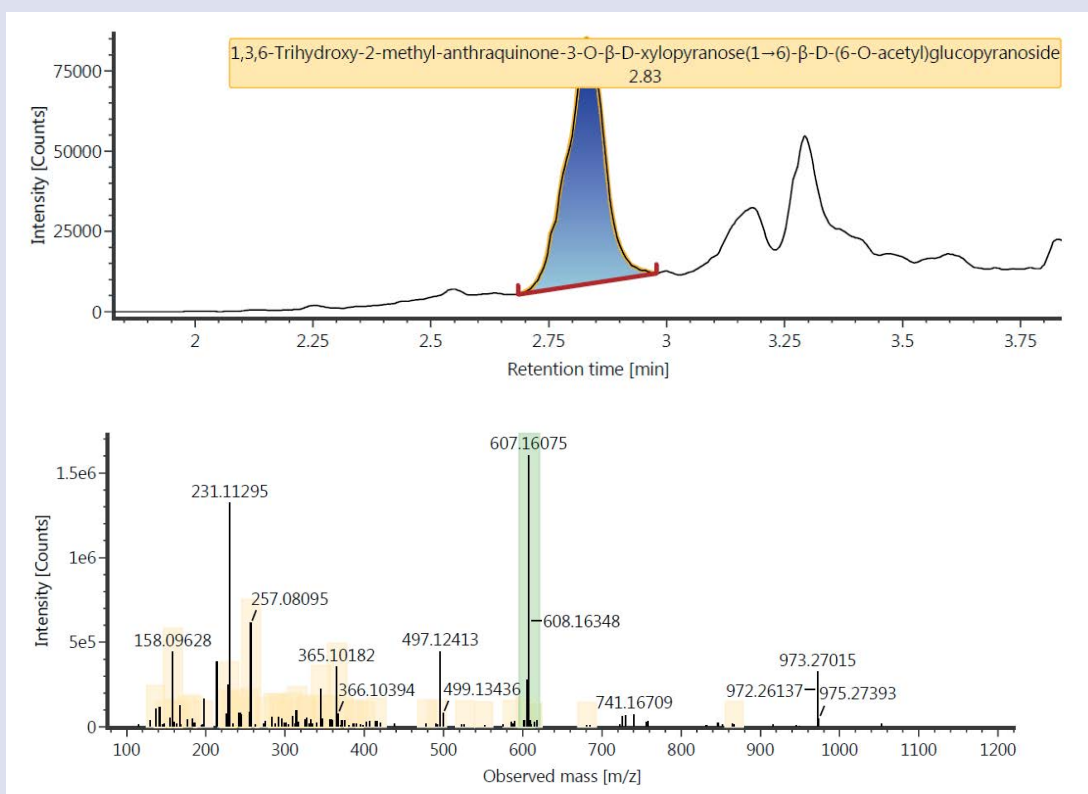 1,3,6-Trihydroxy-2-methyl-anthraquinone-3-O-β-D-xylopyranose(1→6)-β-D-(6-O-acetyl)glucopyranoside
2.83
75000
50000
25000
0
Intensity [Counts]
2 2.25 2.5 2.75 3 3.25 3.5 3.75
Retention time [min]
607.16075
1.5e6
231.11295
1e6
257.08095
608.16348
5e5
158.09628
497.12413
365.10182
973.27015
366.10394
499.13436
972.26137
975.27393
741.16709
0
Intensity [Counts]
100 200 300 400 500 600 700 800 900 1000 1100 1200
Observed mass [m/z]